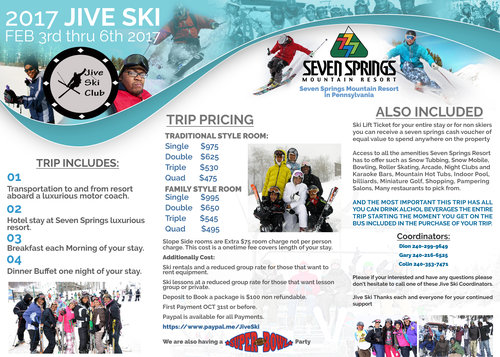 2017 JIVE SKI
FEB 3rd thru 6th 2017
Jive
Ski
Club
SEVEN SPRINGS
MOUNTAIN RESORT
Seven Springs Mountain Resort
in Pennsylvania
TRIP INCLUDES:
01
Transportation to and from resort
aboard a luxurious motor coach.
02
Hotel stay at Seven Springs luxurious
resort.
03
Breakfast each Morning of your stay.
04
Dinner Buffet one night of your stay.
TRIP PRICING
TRADITIONAL STYLE ROOM:
Single $975
Double $625
Triple $530
Quad $475
FAMILY STYLE ROOM
Single $995
Double $650
Triple $545
Quad $495
Slope Side rooms are Extra $75 room charge not per person
charge. This cost is a onetime fee covers length of your stay.
Additionally Cost:
Ski rentals and a reduced group rate for those that want to
rent equipment.
Ski lessons at a reduced group rate for those that want lesson
group or private.
Deposit to Book a package is $100 non refundable.
First Payment OCT 31st or before.
Paypal is available for all Payments.
https://www.paypal.me/JiveSki
We are also having a SUPER BOWL Party
ALSO INCLUDED
Ski Lift Ticket for your entire stay or for non skiers
you can receive a seven springs cash voucher of
equal value to spend anywhere on the property
Access to all the amenities Seven Springs Resort
has to offer such as Snow Tubing, Snow Mobile,
Bowling, Roller Skating, Arcade, Night Clubs and
Karaoke Bars, Mountain Hot Tubs, Indoor Pool,
billiards, Miniature Golf, Shopping, Pampering
Salons, Many restaurants to pick from.
AND THE MOST IMPORTANT THIS TRIP HAS ALL
YOU CAN DRINK ALCHOL BEVERAGES THE ENTIRE
TRIP STARTING THE MOMENT YOU GET ON THE
BUS INCLUDED IN THE PURCHASE OF YOUR TRIP.
Coordinators:
Dion 240-299-9649
Gary 240-216-6525
Colin 240-353-7471
Please if your interested and have any questions please
don't hesitate to call one of these Jive Ski Coordinators.
Jive Ski Thanks each and everyone for your continued
support